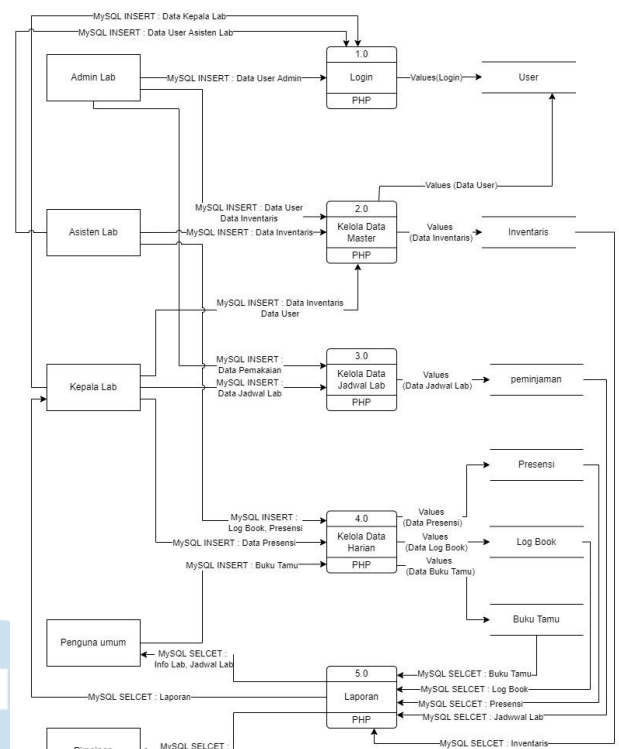 MySQL INSERT : Data Kepala Lab
MySQL INSERT : Data User Asisten Lab
1.0
Admin Lab
MySQL INSERT : Data User Admin
Login
Values(Login)
User
PHP
Values (Data User)
MySQL INSERT : Data User
Data Inventaris
2.0
Asisten Lab
MySQL INSERT : Data Inventaris
Kelola Data
Master
Values
(Data Inventaris)
Inventaris
PHP
MySQL INSERT : Data Inventaris
Data User
3.0
MySQL INSERT :
Data Pemakaian
Kepala Lab
MySQL INSERT :
Data Jadwal Lab
Kelola Data
Jadwal Lab
Values
(Data Jadwal Lab)
peminjaman
PHP
Presensi
MySQL INSERT :
Log Book, Presensi
4.0
Values
(Data Presensi)
MySQL INSERT : Data Presensi
Kelola Data
Harian
Values
(Data Log Book)
Log Book
MySQL INSERT : Buku Tamu
PHP
Values
(Data Buku Tamu)
Buku Tamu
Penguna umum
MySQL SELCET :
Info Lab, Jadwal Lab
5.0
MySQL SELCET : Buku Tamu
MySQL SELCET : Log Book
MySQL SELCET : Laporan
Laporan
MySQL SELCET : Presensi
PHP
MySQL SELCET : Jadwwal Lab
MySQL SELCET : Inventaris
MySQL SELCET :